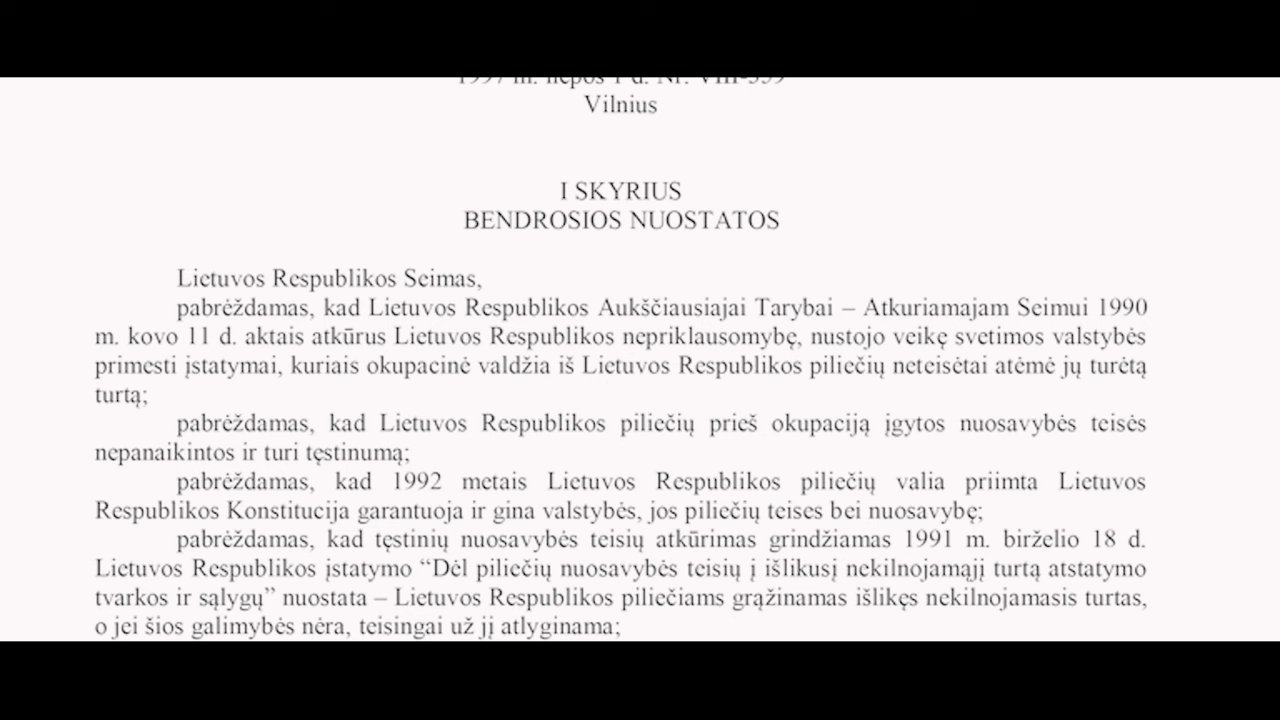 1997 m. liepos 1 d. Nr. VIII-359
Vilnius
I SKYRIUS
BENDROSIOS NUOSTATOS
Lietuvos Respublikos Seimas,
pabrėždamas, kad Lietuvos Respublikos Aukščiausiajai Tarybai – Atkuriamajam Seimui 1990
m. kovo 11 d. aktais atkūrus Lietuvos Respublikos nepriklausomybę, nustojo veikę svetimos valstybės
primesti įstatymai, kuriais okupacinė valdžia iš Lietuvos Respublikos piliečių neteisėtai atėmė jų turėtą
turtą;
pabrėždamas, kad Lietuvos Respublikos piliečių prieš okupaciją įgytos nuosavybės teisės
nepanaikintos ir turi tęstinumą;
pabrėždamas, kad 1992 metais Lietuvos Respublikos piliečių valia priimta Lietuvos
Respublikos Konstitucija garantuoja ir gina valstybės, jos piliečių teises bei nuosavybę;
pabrėždamas, kad tęstinių nuosavybės teisių atkūrimas grindžiamas 1991 m. birželio 18 d.
Lietuvos Respublikos įstatymo “Dėl piliečių nuosavybės teisių į išlikusį nekilnojamąjį turtą atstatymo
tvarkos ir sąlygų” nuostata – Lietuvos Respublikos piliečiams grąžinamas išlikęs nekilnojamasis turtas,
o jei šios galimybės nėra, teisingai už jį atlyginama;